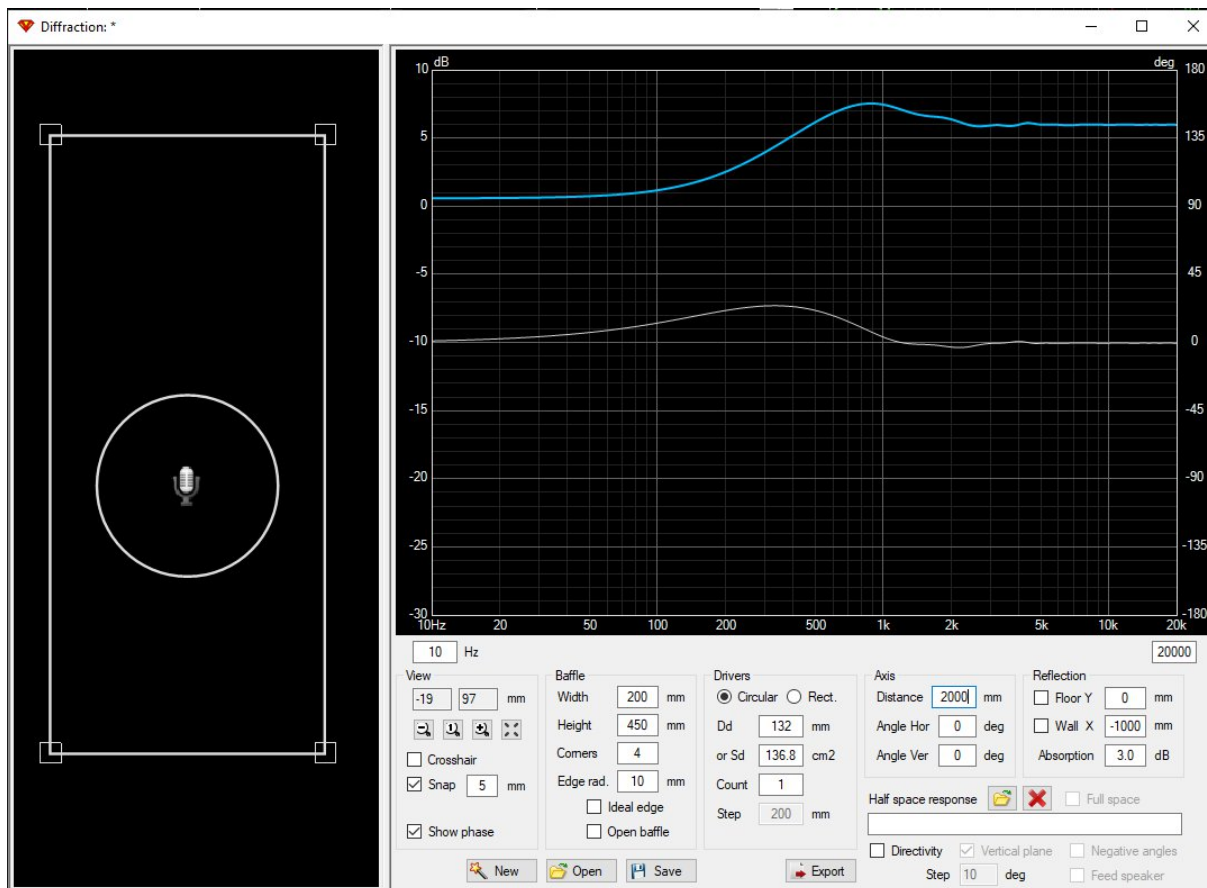 Diffraction: *
10 dB
deg 180
5
135
0
90
-5
45
-10
0
-15
-45
-20
-90
-25
-135
-30
-180
10Hz 20 50 100 200 500 1k 2k 5k 10k 20k
10 Hz
20000
View
-19 97 mm
1
Crosshair
Snap 5 mm
Show phase
Baffle
Width 200 mm
Height 450 mm
Corners 4
Edge rad. 10 mm
Ideal edge
Open baffle
Drivers
Circular Rect.
Dd 132 mm
or Sd 136.8 cm2
Count 1
Step 200 mm
Axis
Distance 2000 mm
Angle Hor 0 deg
Angle Ver 0 deg
Reflection
Floor Y 0 mm
Wall X -1000 mm
Absorption 3.0 dB
Half space response Full space
Directivity Vertical plane Negative angles
Step 10 deg Feed speaker
New Open Save Export